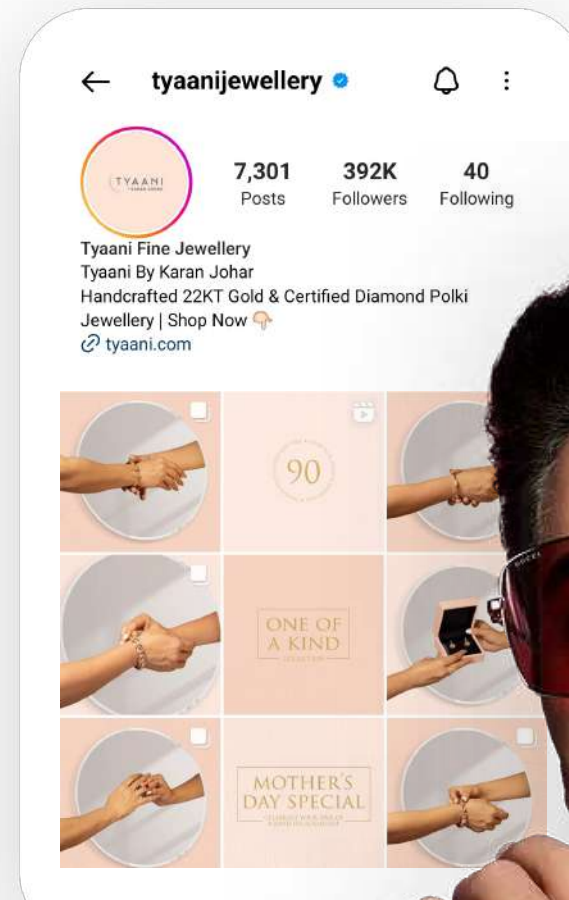 tyaanijewellery
TYAANI
7,301
392K
40
Posts
Followers
Following
Tyaani Fine Jewellery
Tyaani By Karan Johar
Handcrafted 22KT Gold & Certified Diamond Polki
Jewellery | Shop Now
tyaani.com
90
ONE OF
A KIND
GUCCI
MOTHER'S
DAY SPECIAL